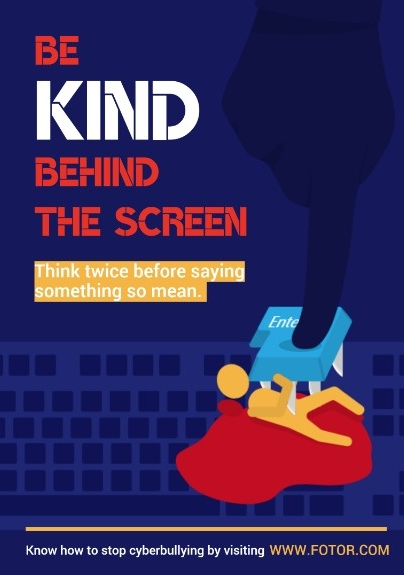 BE
KIND
BEHIND
THE SCREEN
Think twice before saying
something so mean.
Ente
Know how to stop cyberbullying by visiting WWW.FOTOR.COM